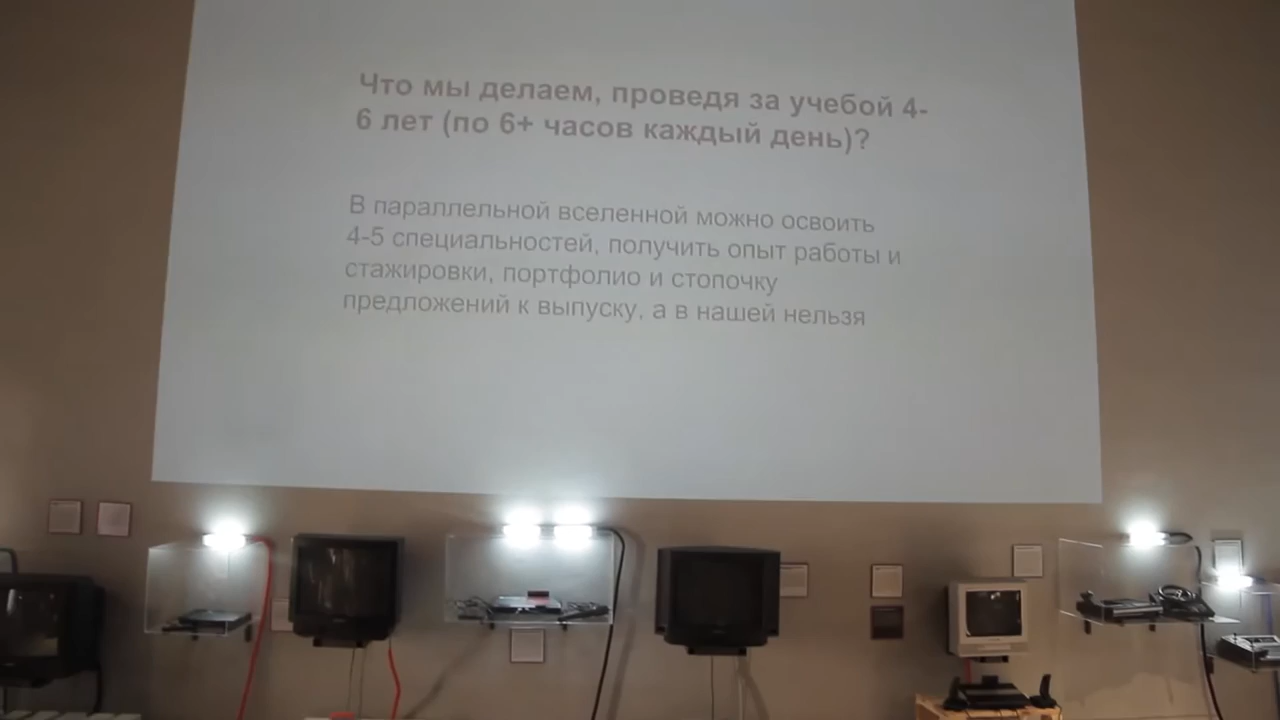 Что мы делаем, проведя за учебой 4-
6 лет (по 6+ часов каждый день)?
В параллельной вселенной можно освоить
4-5 специальностей, получить опыт работы и
стажировки, портфолио и стопочку
предложений к выпуску, а в нашей нельзя